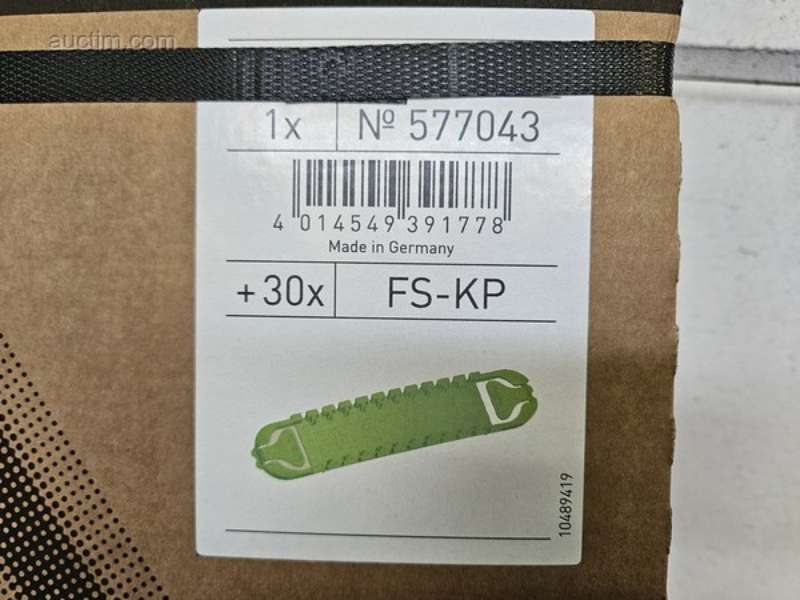 auctim.com
1x Nº 577043
4 014549 391778
Made in Germany
+30x FS-KP
10489419